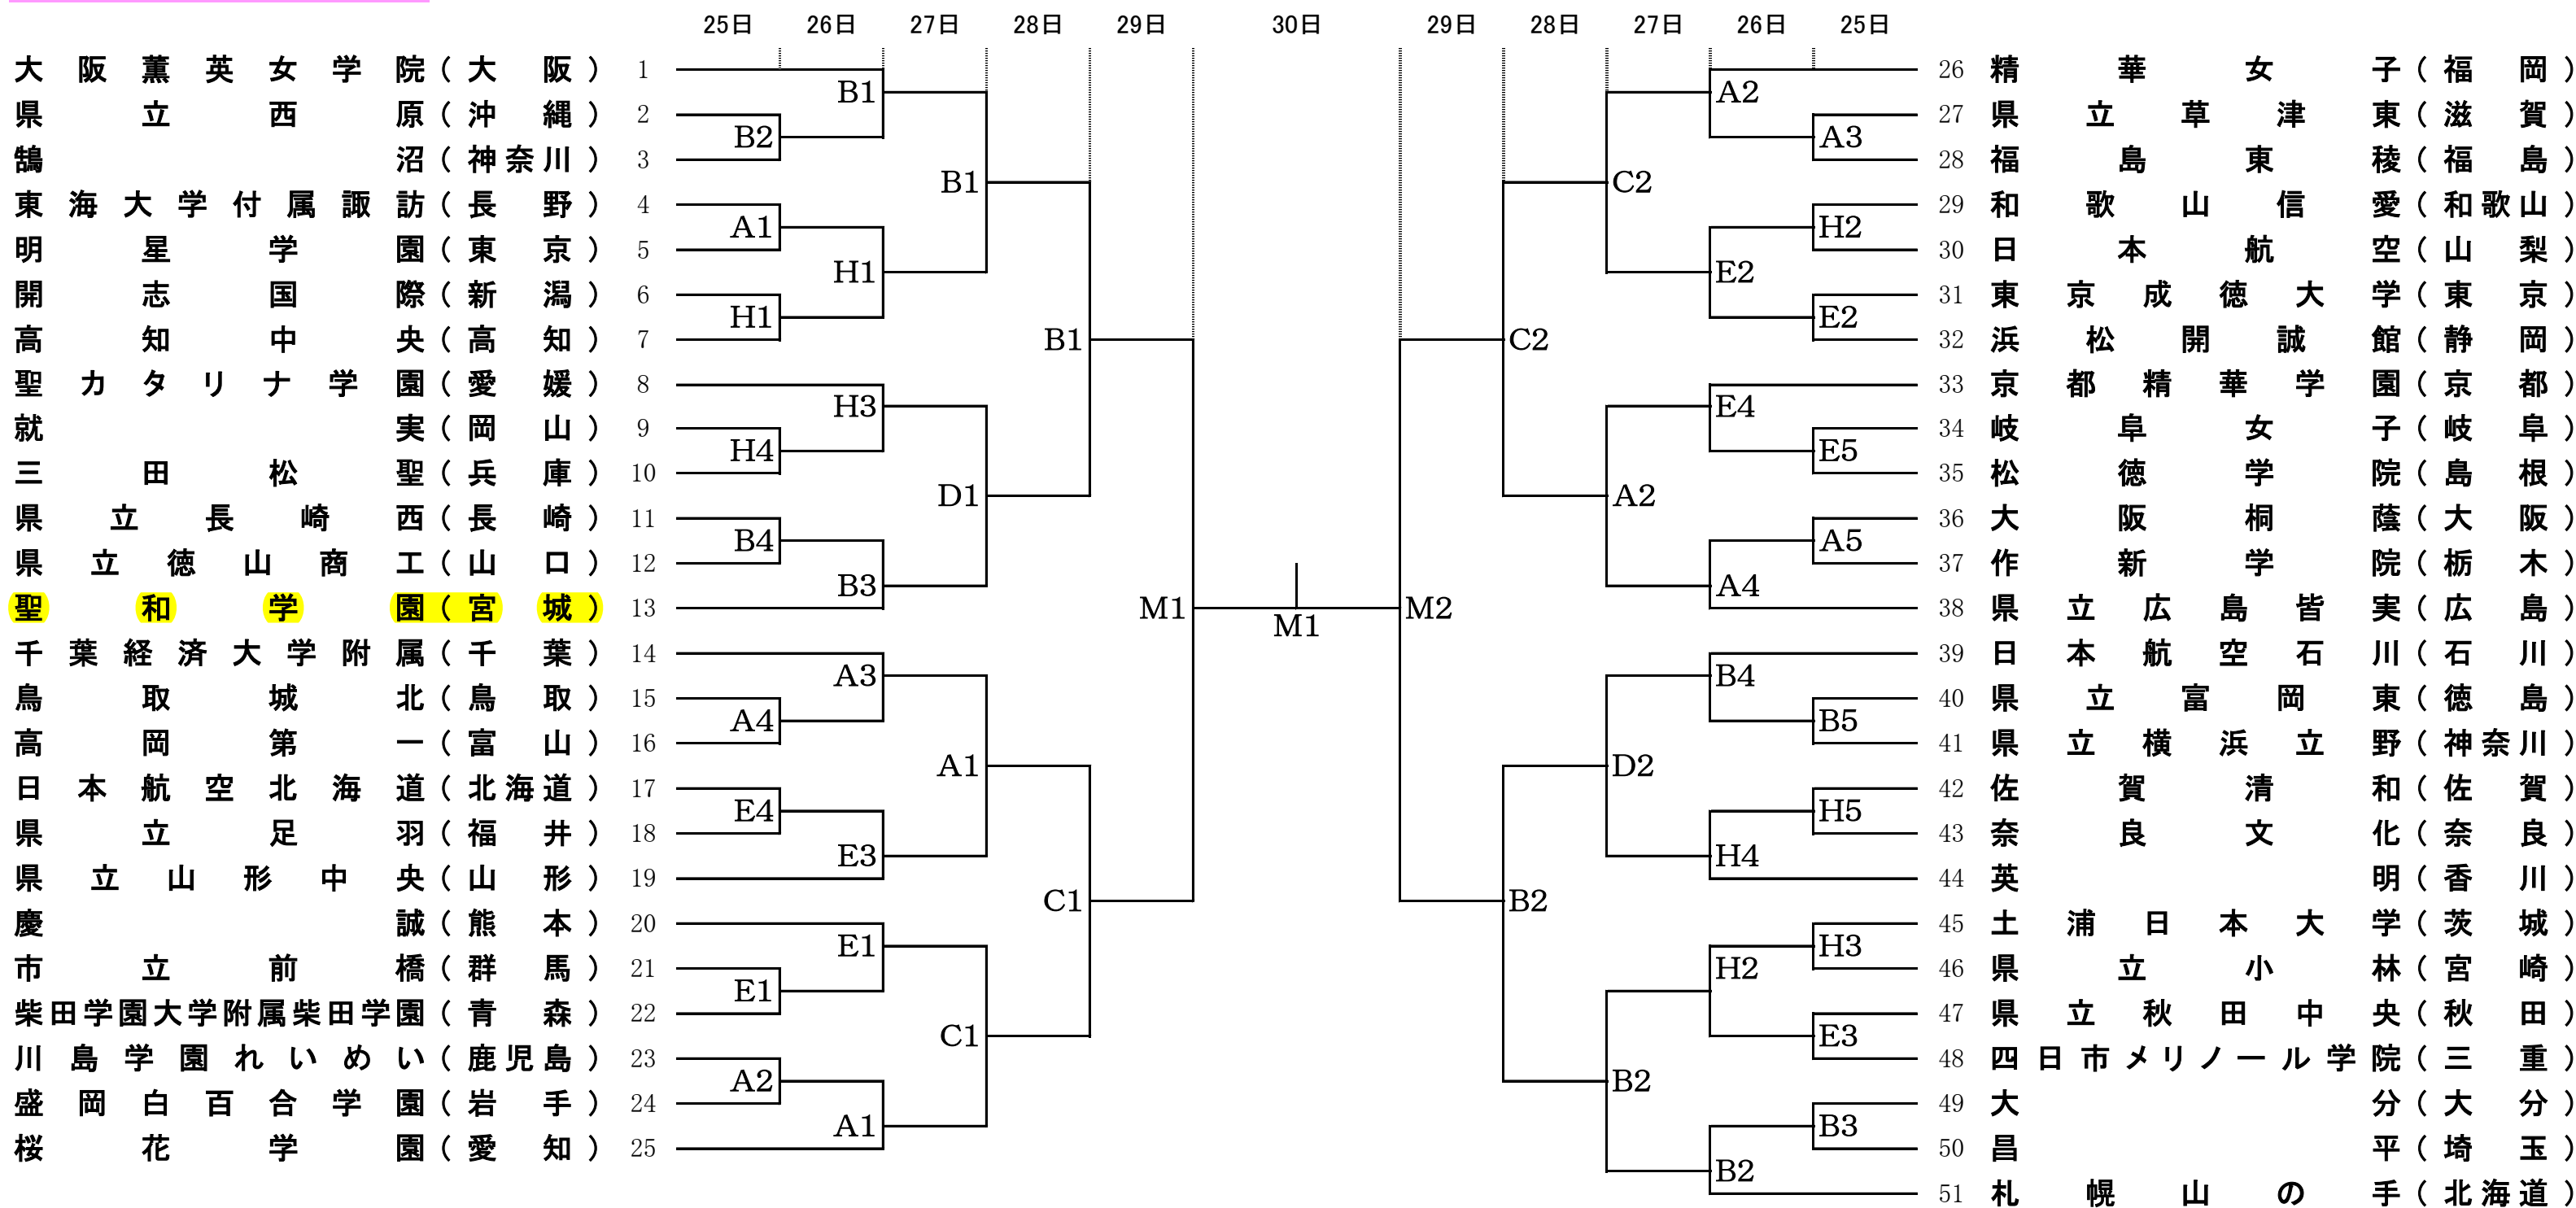 25日 26日 27日 28日 29日 30日 29日 28日 27日 26日 25日
大阪薫英女学院(大阪) 1
県立西原(沖縄) 2
鵠沼(神奈川) 3
東海大学付属諏訪(長野) 4
明星学園(東京) 5
開志国際(新潟) 6
高知中央(高知) 7
聖カタリナ学園(愛媛) 8
就実(岡山) 9
三田松聖(兵庫) 10
県立長崎西(長崎) 11
県立徳山商工(山口) 12
聖和学園(宮城) 13
千葉経済大学附属(千葉) 14
鳥取城北(鳥取) 15
高岡第一(富山) 16
日本航空北海道(北海道) 17
県立足羽(福井) 18
県立山形中央(山形) 19
慶誠(熊本) 20
市立前橋(群馬) 21
柴田学園大学附属柴田学園(青森) 22
川島学園れいめい(鹿児島) 23
盛岡白百合学園(岩手) 24
桜花学園(愛知) 25
B2
A1
H1
H4
B4
A4
E4
E1
A2
B1
H1
H3
B3
A3
E3
E1
A1
B1
D1
A1
C1
B1
C1
M1
M1
M2
C2
B2
C2
A2
D2
B2
A2
E2
E4
A4
B4
H4
H2
B2
A3
H2
E2
E5
A5
B5
H5
H3
E3
B3
26 精華女子(福岡)
27 県立草津東(滋賀)
28 福島東稜(福島)
29 和歌山信愛(和歌山)
30 日本航空(山梨)
31 東京成徳大学(東京)
32 浜松開誠館(静岡)
33 京都精華学園(京都)
34 岐阜女子(岐阜)
35 松徳学院(島根)
36 大阪桐蔭(大阪)
37 作新学院(栃木)
38 県立広島皆実(広島)
39 日本航空石川(石川)
40 県立富岡東(徳島)
41 県立横浜立野(神奈川)
42 佐賀清和(佐賀)
43 奈良文化(奈良)
44 英明(香川)
45 土浦日本大学(茨城)
46 県立小林(宮崎)
47 県立秋田中央(秋田)
48 四日市メリノール学院(三重)
49 大分(大分)
50 昌平(埼玉)
51 札幌山の手(北海道)